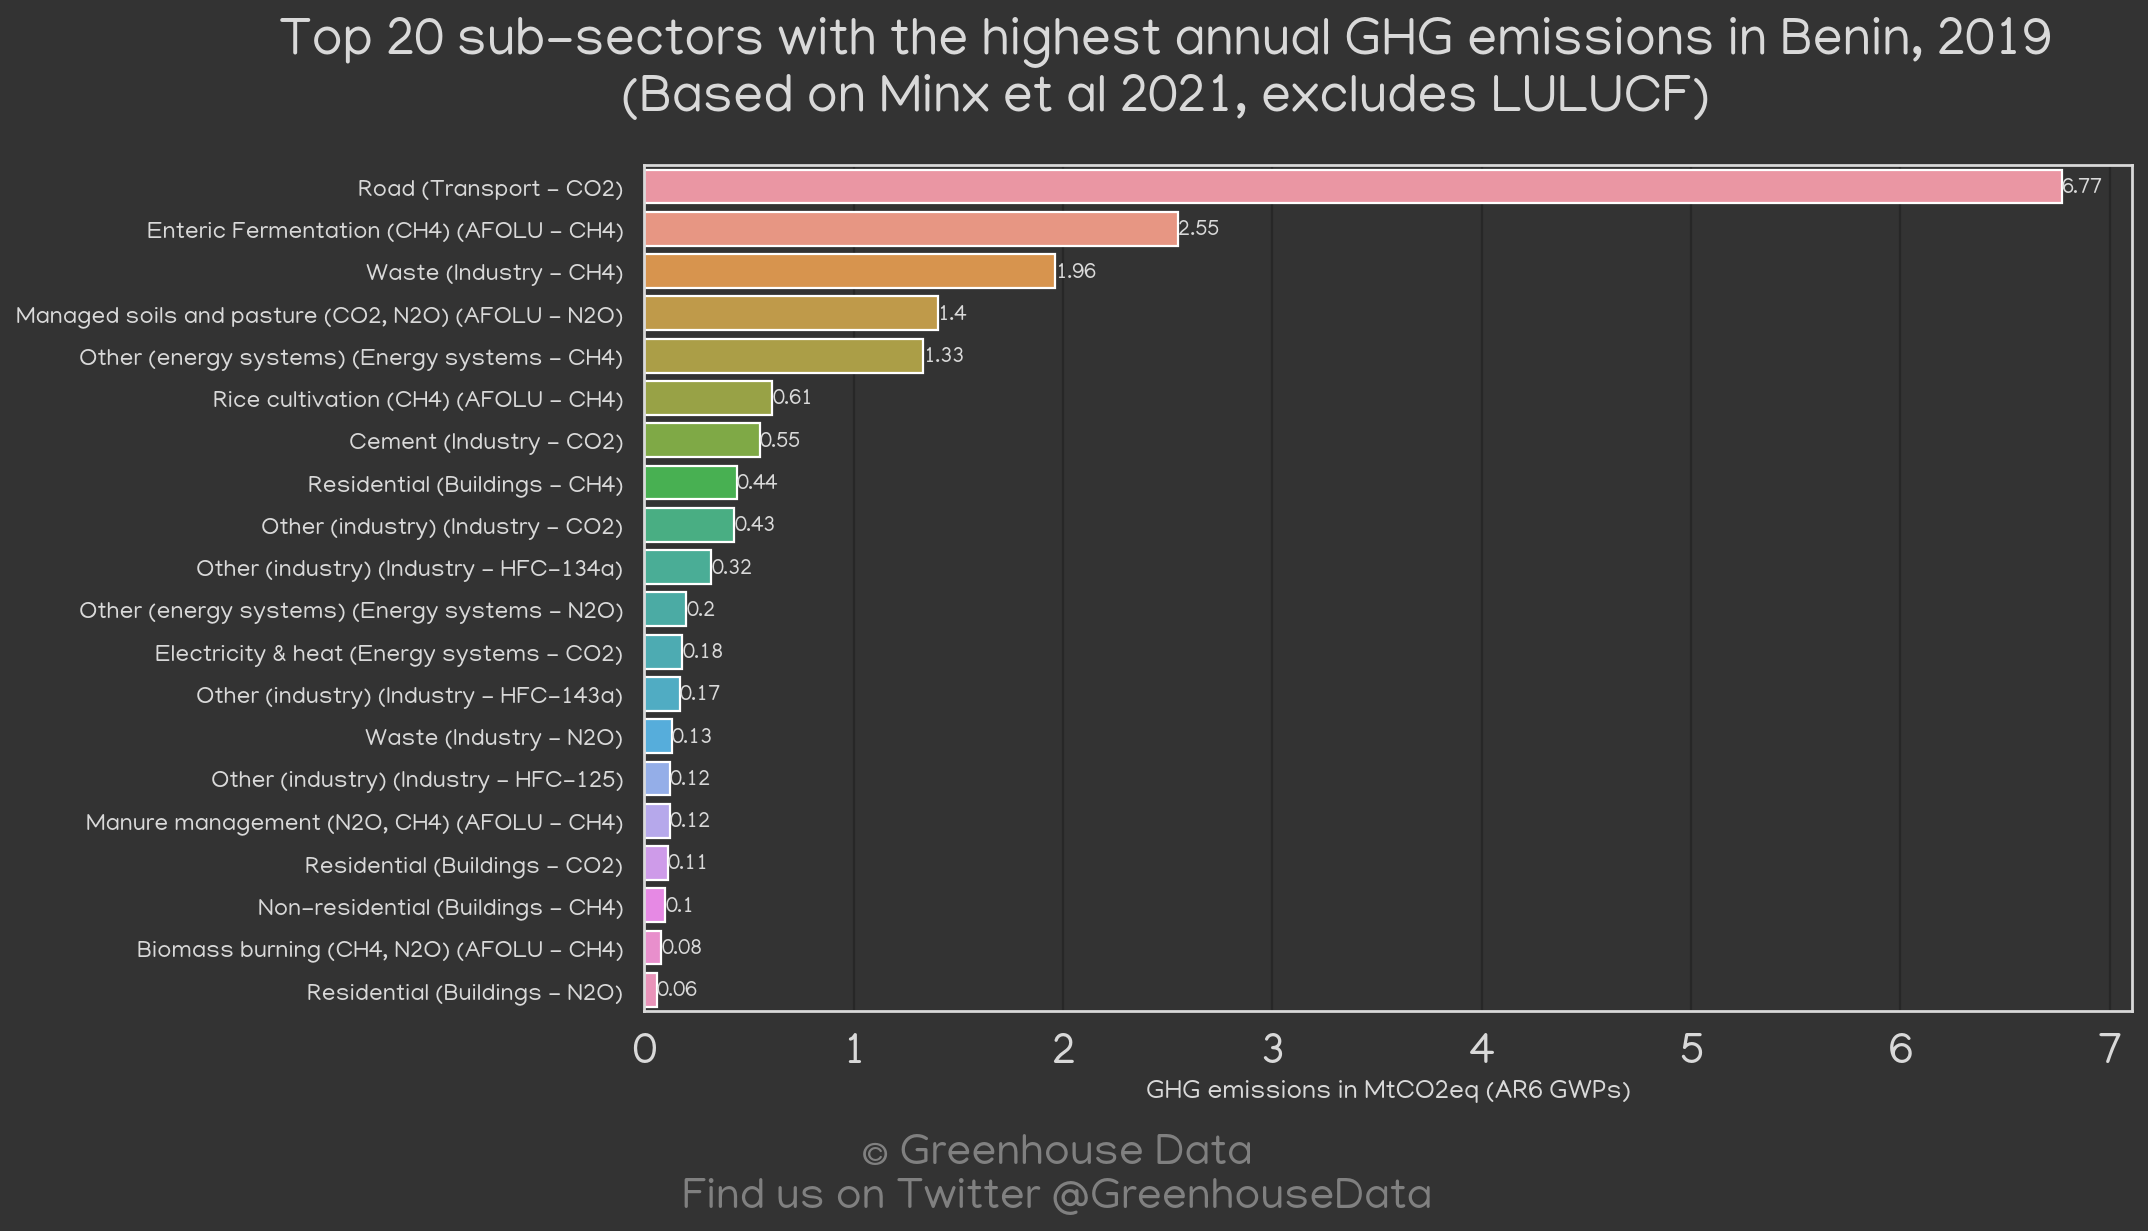 Top 20 sub-sectors with the highest annual GHG emissions in Benin, 2019
(Based on Minx et al 2021, excludes LULUCF)
Road (Transport - CO2) 6.77
Enteric Fermentation (CH4) (AFOLU - CH4) 2.55
Waste (Industry - CH4) 1.96
Managed soils and pasture (CO2, N2O) (AFOLU - N2O) 1.4
Other (energy systems) (Energy systems - CH4) 1.33
Rice cultivation (CH4) (AFOLU - CH4) 0.61
Cement (Industry - CO2) 0.55
Residential (Buildings - CH4) 0.44
Other (industry) (Industry - CO2) 0.43
Other (industry) (Industry - HFC-134a) 0.32
Other (energy systems) (Energy systems - N2O) 0.2
Electricity & heat (Energy systems - CO2) 0.18
Other (industry) (Industry - HFC-143a) 0.17
Waste (Industry - N2O) 0.13
Other (industry) (Industry - HFC-125) 0.12
Manure management (N2O, CH4) (AFOLU - CH4) 0.12
Residential (Buildings - CO2) 0.11
Non-residential (Buildings - CH4) 0.1
Biomass burning (CH4, N2O) (AFOLU - CH4) 0.08
Residential (Buildings - N2O) 0.06
0 1 2 3 4 5 6 7
GHG emissions in MtCO2eq (AR6 GWPs)
© Greenhouse Data
Find us on Twitter @GreenhouseData